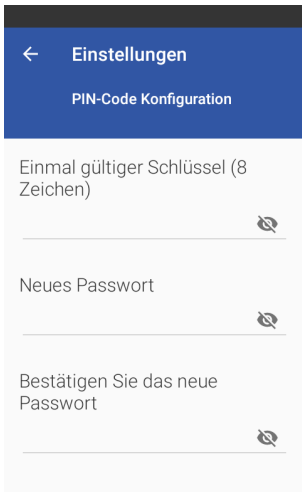 Einstellungen
PIN-Code Konfiguration
Einmal gültiger Schlüssel (8
Zeichen)
Neues Passwort
Bestätigen Sie das neue
Passwort